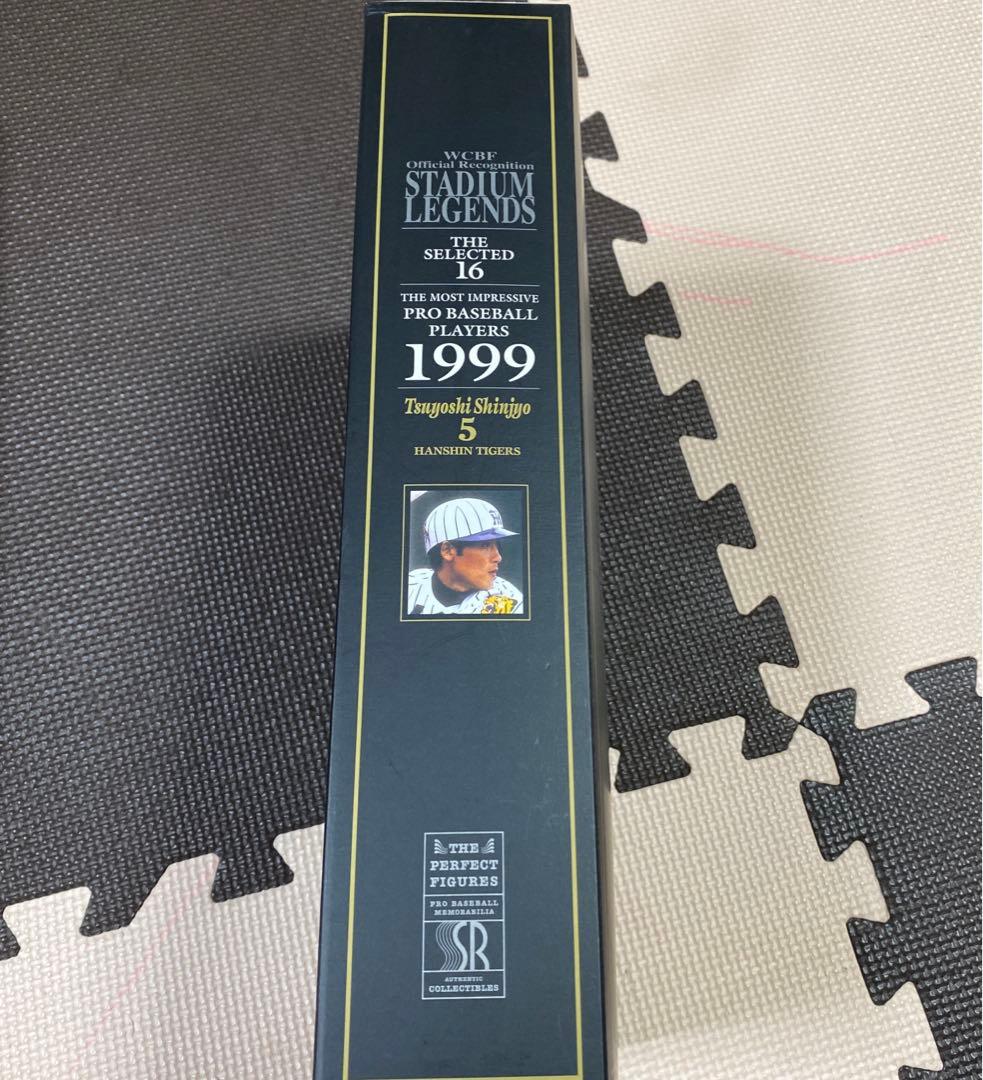 WCBF
Official Recognition
STADIUM
LEGENDS
THE
SELECTED
16
THE MOST IMPRESSIVE
PRO BASEBALL
PLAYERS
1999
Tsuyoshi Shinjyo
5
HANSHIN TIGERS
THE
PERFECT
FIGURES
PRO BASEBALL
MEMORABILIA
SR
AUTHENTIC
COLLECTIBLES